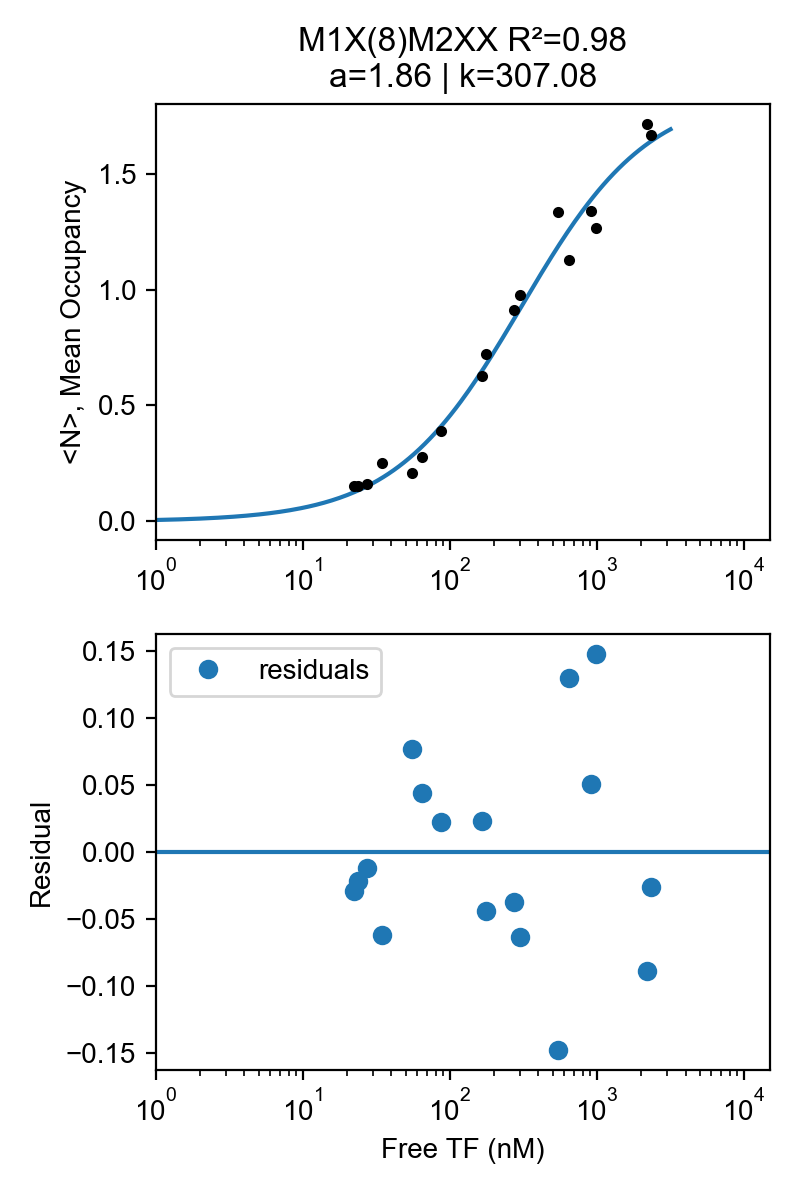 M1X(8)M2XX R²=0.98
a=1.86 | k=307.08
<N>, Mean Occupancy
1.5
1.0
0.5
0.0
10⁰ 10¹ 10² 10³ 10⁴
residuals
Residual
0.15
0.10
0.05
0.00
−0.05
−0.10
−0.15
10⁰ 10¹ 10² 10³ 10⁴
Free TF (nM)